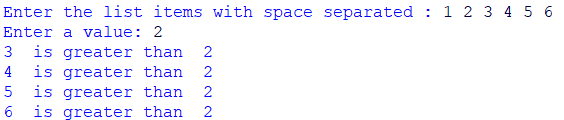 Enter the list items with space separated : 1 2 3 4 5 6
Enter a value: 2
3  is greater than  2
4  is greater than  2
5  is greater than  2
6  is greater than  2